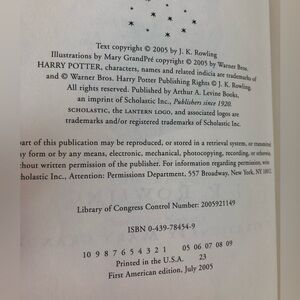 Text copyright © 2005 by J. K. Rowling
Illustrations by Mary GrandPré copyright © 2005 by Warner Bros.
HARRY POTTER, characters, names and related indicia are trademarks of
and © Warner Bros. Harry Potter Publishing Rights © J. K. Rowling.
All rights reserved. Published by Arthur A. Levine Books,
an imprint of Scholastic Inc., Publishers since 1920.
SCHOLASTIC, the LANTERN LOGO, and associated logos are
trademarks and/or registered trademarks of Scholastic Inc.
part of this publication may be reproduced, or stored in a retrieval system, or transmitted
y form or by any means, electronic, mechanical, photocopying, recording, or otherwise,
without written permission of the publisher. For information regarding permission, write
cholastic Inc., Attention: Permissions Department, 557 Broadway, New York, NY
Library of Congress Control Number: 2005921149
ISBN 0-439-78454-9
10 9 8 7 6 5 4 3 2 1 05 06 07 08 09
Printed in the U.S.A. 23
First American edition, July 2005